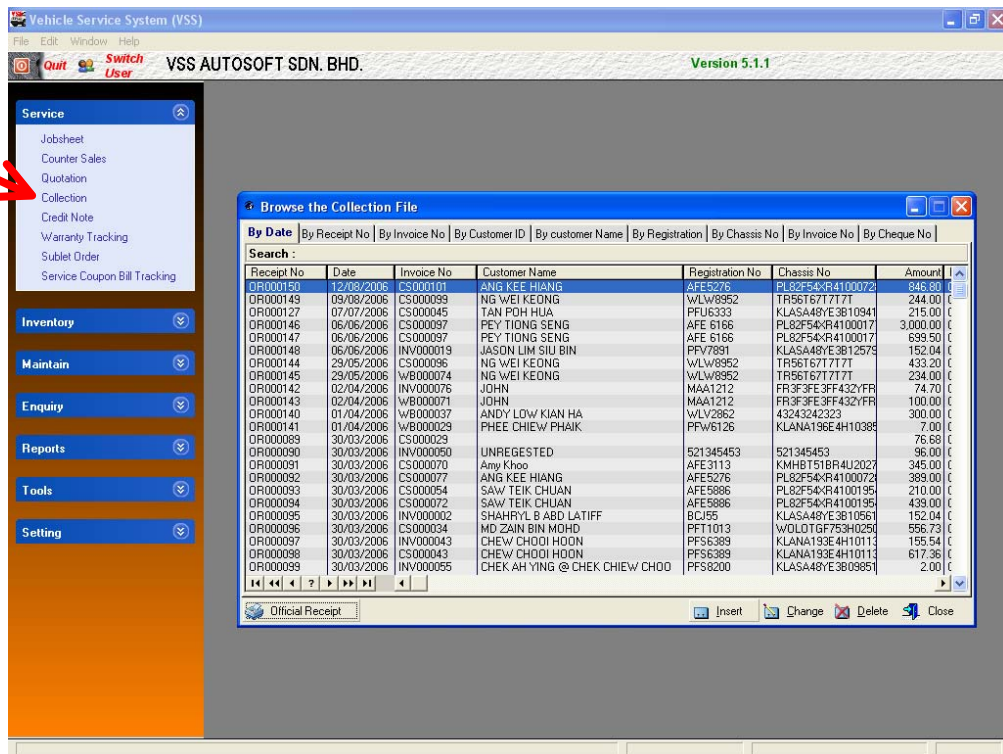 Vehicle Service System (VSS)
File Edit Window Help
Quit Switch User VSS AUTOSOFT SDN. BHD. Version 5.1.1
Service
Jobsheet
Counter Sales
Quotation
Collection
Credit Note
Warranty Tracking
Sublet Order
Service Coupon Bill Tracking
Inventory
Maintain
Enquiry
Reports
Tools
Setting
Browse the Collection File
By Date By Receipt No By Invoice No By Customer ID By customer Name By Registration By Chassis No By Invoice No By Cheque No
Search :
Receipt No Date Invoice No Customer Name Registration No Chassis No Amount
OR000150 12/08/2006 CS000101 ANG KEE HIANG AFE5276 PL82F54XR4100072 846.80
OR000149 09/08/2006 CS000099 NG WEI KEONG WLW8952 TR56T67T7T7T 244.00
OR000127 07/07/2006 CS000045 TAN POH HUA PFU6333 KLASA48YE3B10941 215.00
OR000146 06/06/2006 CS000097 PEY TIONG SENG AFE 6166 PL82F54XR4100017 3,000.00
OR000147 06/06/2006 CS000097 PEY TIONG SENG AFE 6166 PL82F54XR4100017 699.50
OR000148 06/06/2006 INV000019 JASON LIM SIU BIN PFV7891 KLASA48YE3B12579 152.04
OR000144 29/05/2006 CS000096 NG WEI KEONG WLW8952 TR56T67T7T7T 433.20
OR000145 29/05/2006 WB000074 NG WEI KEONG WLW8952 TR56T67T7T7T 234.00
OR000142 02/04/2006 INV000076 JOHN MAA1212 FR3F3FE3FF43ZYFR 74.70
OR000143 02/04/2006 WB000071 JOHN MAA1212 FR3F3FE3FF43ZYFR 100.00
OR000140 01/04/2006 WB000037 ANDY LOW KIAN HA WLV2862 43243242323 300.00
OR000141 01/04/2006 WB000029 PHEE CHIEW PHAIK PFW6126 KLANA196E4H10385 7.00
OR000089 30/03/2006 CS000029 76.68
OR000090 30/03/2006 INV000050 UNREGESTED 521345453 521345453 96.00
OR000091 30/03/2006 CS000070 Amy Khoo AFE3113 KMHBT51BR4U2027 345.00
OR000092 30/03/2006 CS000077 ANG KEE HIANG AFE5276 PL82F54XR4100072 389.00
OR000093 30/03/2006 CS000054 SAW TEIK CHUAN AFE5886 PL82F54XR4100195 210.00
OR000094 30/03/2006 CS000072 SAW TEIK CHUAN AFE5886 PL82F54XR4100195 439.00
OR000095 30/03/2006 INV000002 SHAHRYL B ABD LATIFF BCJ55 KLASA48YE3B10561 152.04
OR000096 30/03/2006 CS000034 MD ZAIN BIN MOHD PFT1013 WOLOTGF753H0250 556.73
OR000097 30/03/2006 INV000043 CHEW CHOOI HOON PFS6389 KLANA193E4H10113 155.54
OR000098 30/03/2006 CS000043 CHEW CHOOI HOON PFS6389 KLANA193E4H10113 617.36
OR000099 30/03/2006 INV000055 CHEK AH YING @ CHEK CHIEW CHOO PFS8200 KLASA48YE3B09851 2.00
Official Receipt Insert Change Delete Close